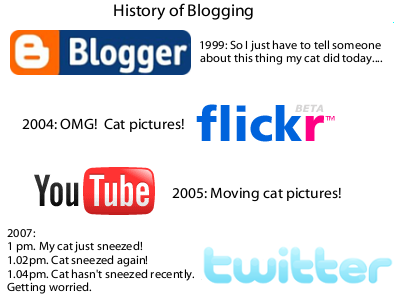 History of Blogging
Blogger
1999: So I just have to tell someone
about this thing my cat did today....
2004: OMG!  Cat pictures!
flickr™
BETA
YouTube
2005: Moving cat pictures!
2007:
1 pm. My cat just sneezed!
1.02pm. Cat sneezed again!
1.04pm. Cat hasn't sneezed recently.
Getting worried.
twitter